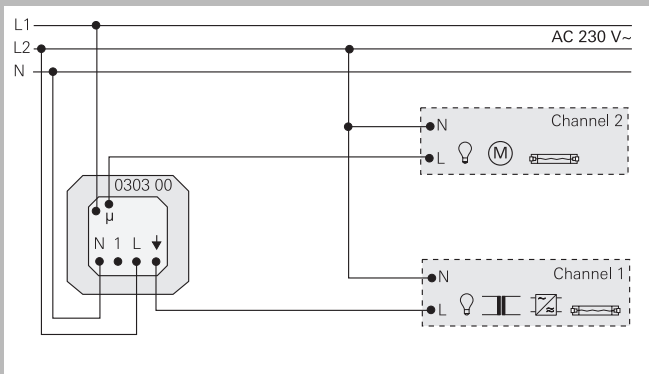 L1
AC 230 V~
L2
N
N Channel 2
L M
0303 00
µ
N 1 L
N Channel 1
L